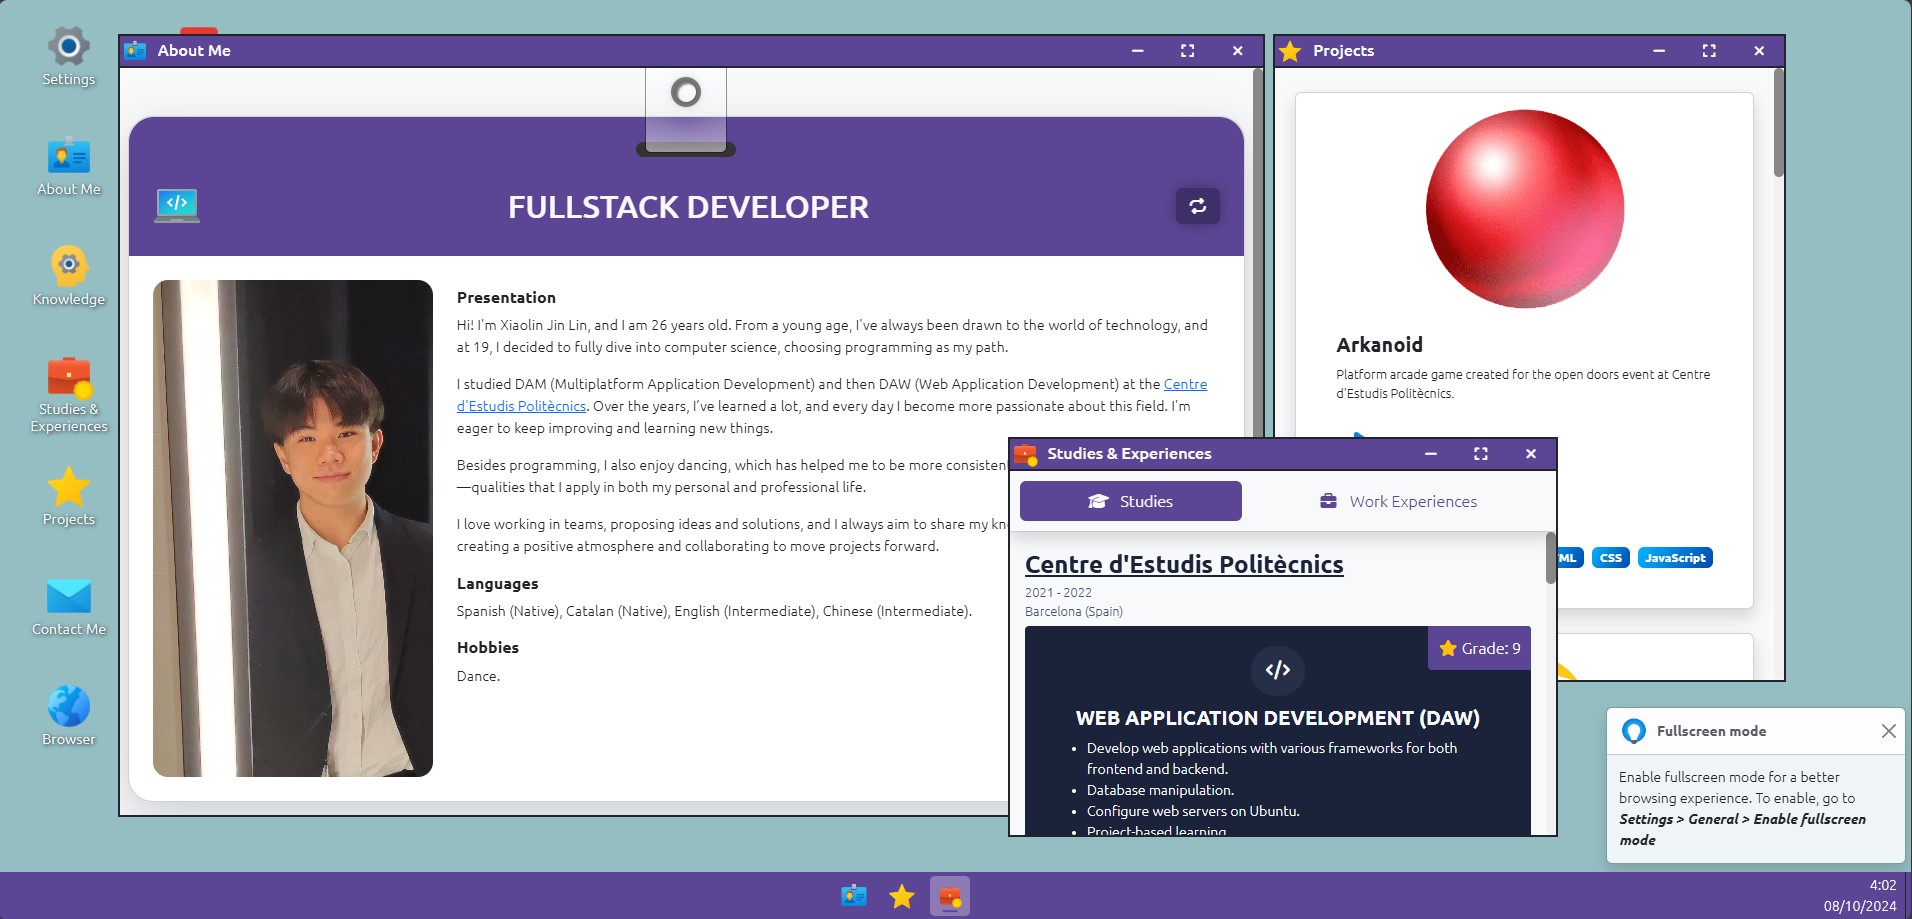 Settings
About Me
Knowledge
Studies &
Experiences
Projects
Contact Me
Browser
About Me
FULLSTACK DEVELOPER
Presentation
Hi! I'm Xiaolin Jin Lin, and I am 26 years old. From a young age, I've always been drawn to the world of technology, and
at 19, I decided to fully dive into computer science, choosing programming as my path.
I studied DAM (Multiplatform Application Development) and then DAW (Web Application Development) at the Centre
d'Estudis Politècnics. Over the years, I've learned a lot, and every day I become more passionate about this field. I'm
eager to keep improving and learning new things.
Besides programming, I also enjoy dancing, which has helped me to be more consistent
—qualities that I apply in both my personal and professional life.
I love working in teams, proposing ideas and solutions, and I always aim to share my
creating a positive atmosphere and collaborating to move projects forward.
Languages
Spanish (Native), Catalan (Native), English (Intermediate), Chinese (Intermediate).
Hobbies
Dance.
Projects
Arkanoid
Platform arcade game created for the open doors event at Centre
d'Estudis Politècnics.
CSS
JavaScript
Studies & Experiences
Studies
Work Experiences
Centre d'Estudis Politècnics
2021 - 2022
Barcelona (Spain)
Grade: 9
WEB APPLICATION DEVELOPMENT (DAW)
• Develop web applications with various frameworks for both
frontend and backend.
• Database manipulation.
• Configure web servers on Ubuntu.
• Project-based learning
Fullscreen mode
Enable fullscreen mode for a better
browsing experience. To enable, go to
Settings > General > Enable fullscreen
mode
4:02
08/10/2024